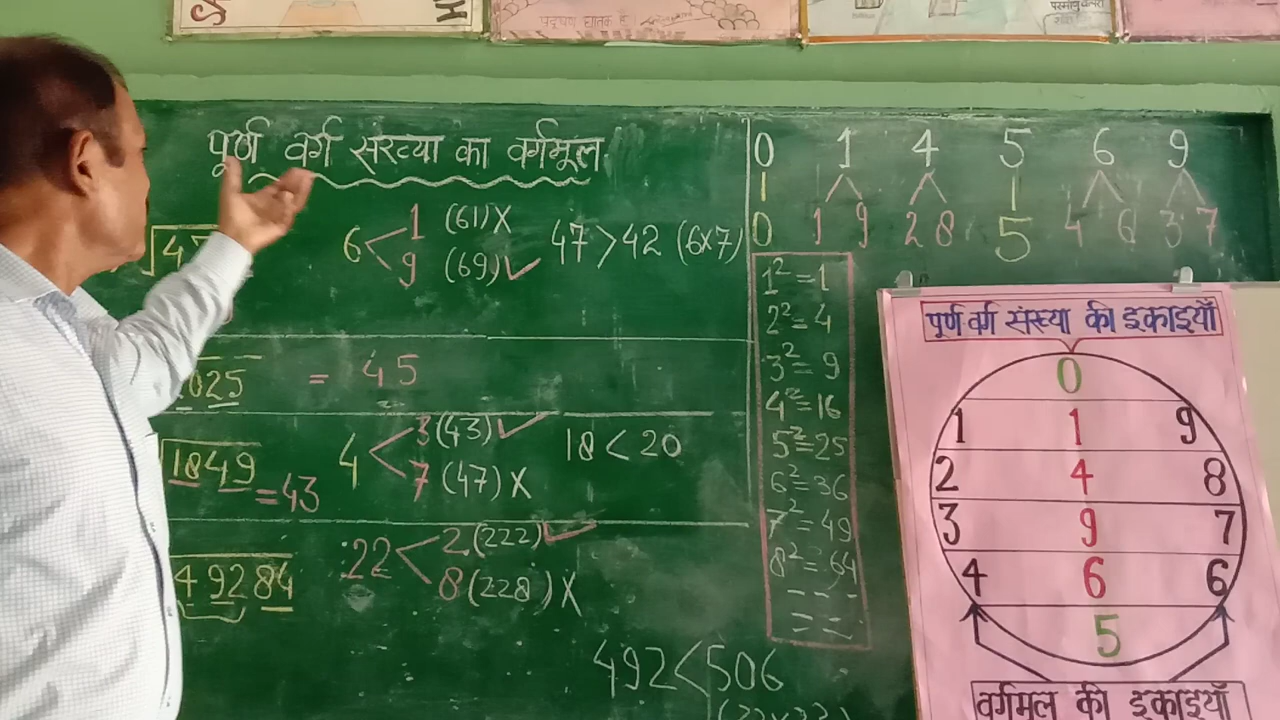 पदघण घातक है
पूर्ण वर्ग संख्या का वर्गमूल
6 1 (61)X 47>42 (6x7)
9 (69)✓
2025 = 45
1849 =43 4 3(43)✓ 18<20
7 (47)X
49284 22 2(222)✓
8(228)X
492<506
0 1 4 5 6 9
0 1 9 2 8 5 4 6 3 7
1²=1
2²=4
3²=9
4²=16
5²=25
6²=36
7²=49
8²=64
पूर्ण वर्ग संख्या की इकाइयाँ
0
1 1 9
2 4 8
3 9 7
4 6 6
5
वर्गमूल की इकाइयाँ